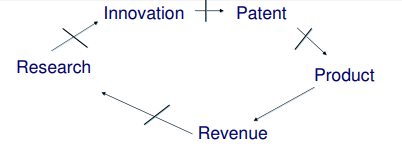 Innovation
Patent
Research
Product
Revenue